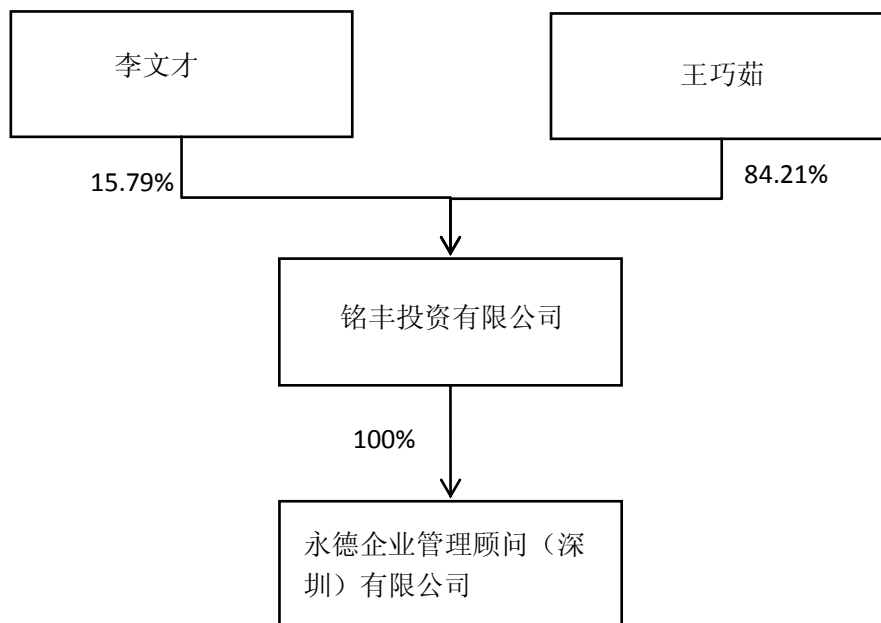 李文才
王巧茹
15.79%
84.21%
铭丰投资有限公司
100%
永德企业管理顾问（深
圳）有限公司